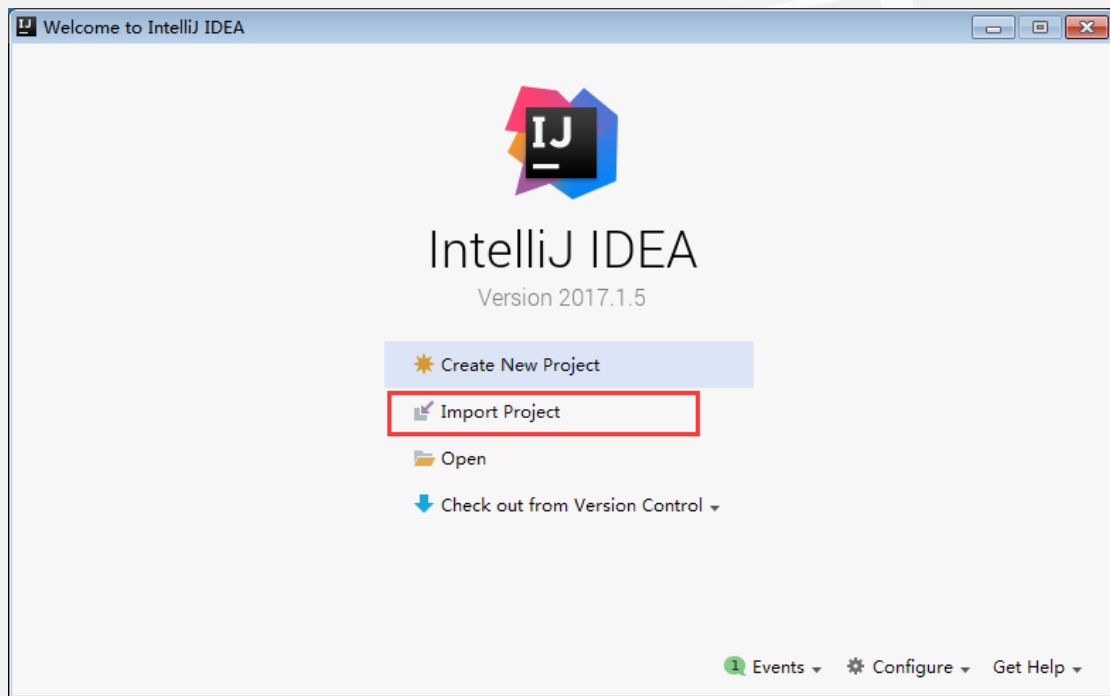 Welcome to IntelliJ IDEA
IJ
IntelliJ IDEA
Version 2017.1.5
Create New Project
Import Project
Open
Check out from Version Control
1 Events Configure Get Help